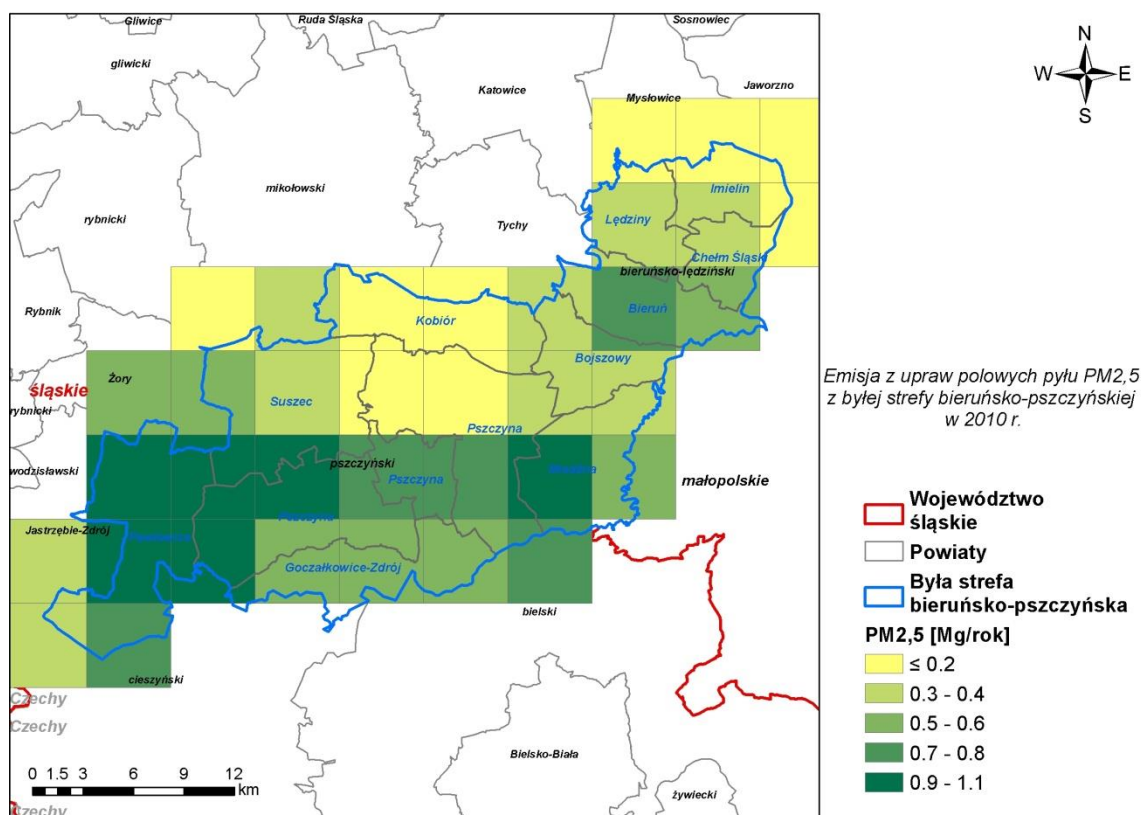 Gliwice
Ruda Śląska
Sosnowiec
gliwicki
Katowice
Mysłowice
Jaworzno
N
W E
S
mikołowski
rybnicki
Tychy
Imielin
Lędziny
Chełm Śląski
bieruńsko-lędziński
Bieruń
Rybnik
Kobiór
Bojszowy
Żory
śląskie
rybnicki
Suszec
Pszczyna
wodzisławski
pszczyński
Pszczyna
małopolskie
Jastrzębie-Zdrój
Pszczyna
Goczałkowice-Zdrój
bielski
cieszyński
Czechy
Czechy
Bielsko-Biała
żywiecki
0 1.5 3 6 9 12
km
Czechy
Emisja z upraw polowych pyłu PM2,5
z byłej strefy bieruńsko-pszczyńskiej
w 2010 r.
Województwo
śląskie
Powiaty
Była strefa
bieruńsko-pszczyńska
PM2,5 [Mg/rok]
≤ 0.2
0.3 - 0.4
0.5 - 0.6
0.7 - 0.8
0.9 - 1.1